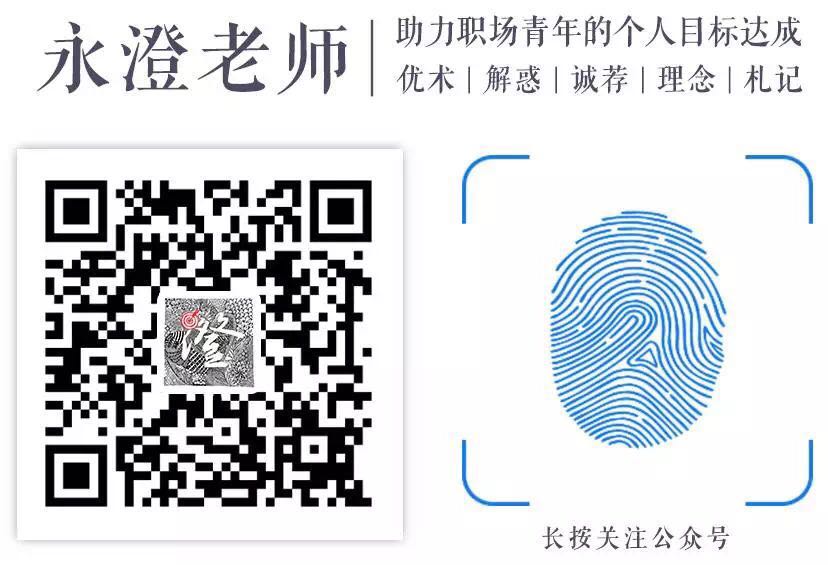 永澄老师
助力职场青年的个人目标达成
优术 | 解惑 | 诚荐 | 理念 | 札记
澄
长按关注公众号